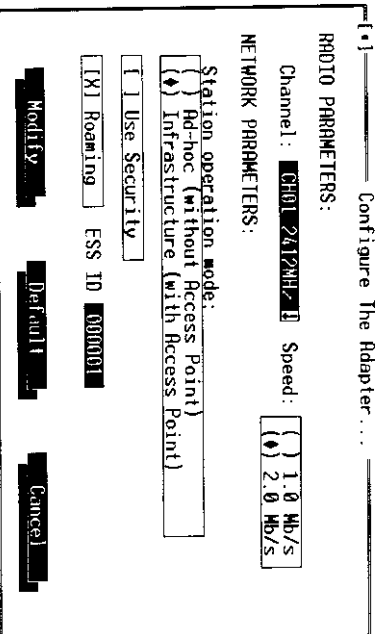 [•] Configure The Adapter...
RADIO PARAMETERS:
Channel: CH01 2412MHz ↓ Speed: ( ) 1.0 Mb/s
(♦) 2.0 Mb/s
NETWORK PARAMETERS:
Station operation mode:
( ) Ad-hoc (without Access Point)
(♦) Infrastructure (with Access Point)
[ ] Use Security
[X] Roaming ESS ID 000001
Modify Default Cancel